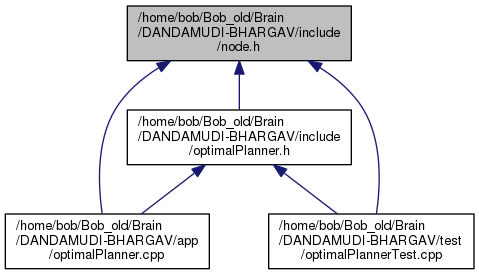 /home/bob/Bob_old/Brain
/DANDAMUDI-BHARGAV/include
/node.h
/home/bob/Bob_old/Brain
/DANDAMUDI-BHARGAV/include
/optimalPlanner.h
/home/bob/Bob_old/Brain
/DANDAMUDI-BHARGAV/app
/optimalPlanner.cpp
/home/bob/Bob_old/Brain
/DANDAMUDI-BHARGAV/test
/optimalPlannerTest.cpp